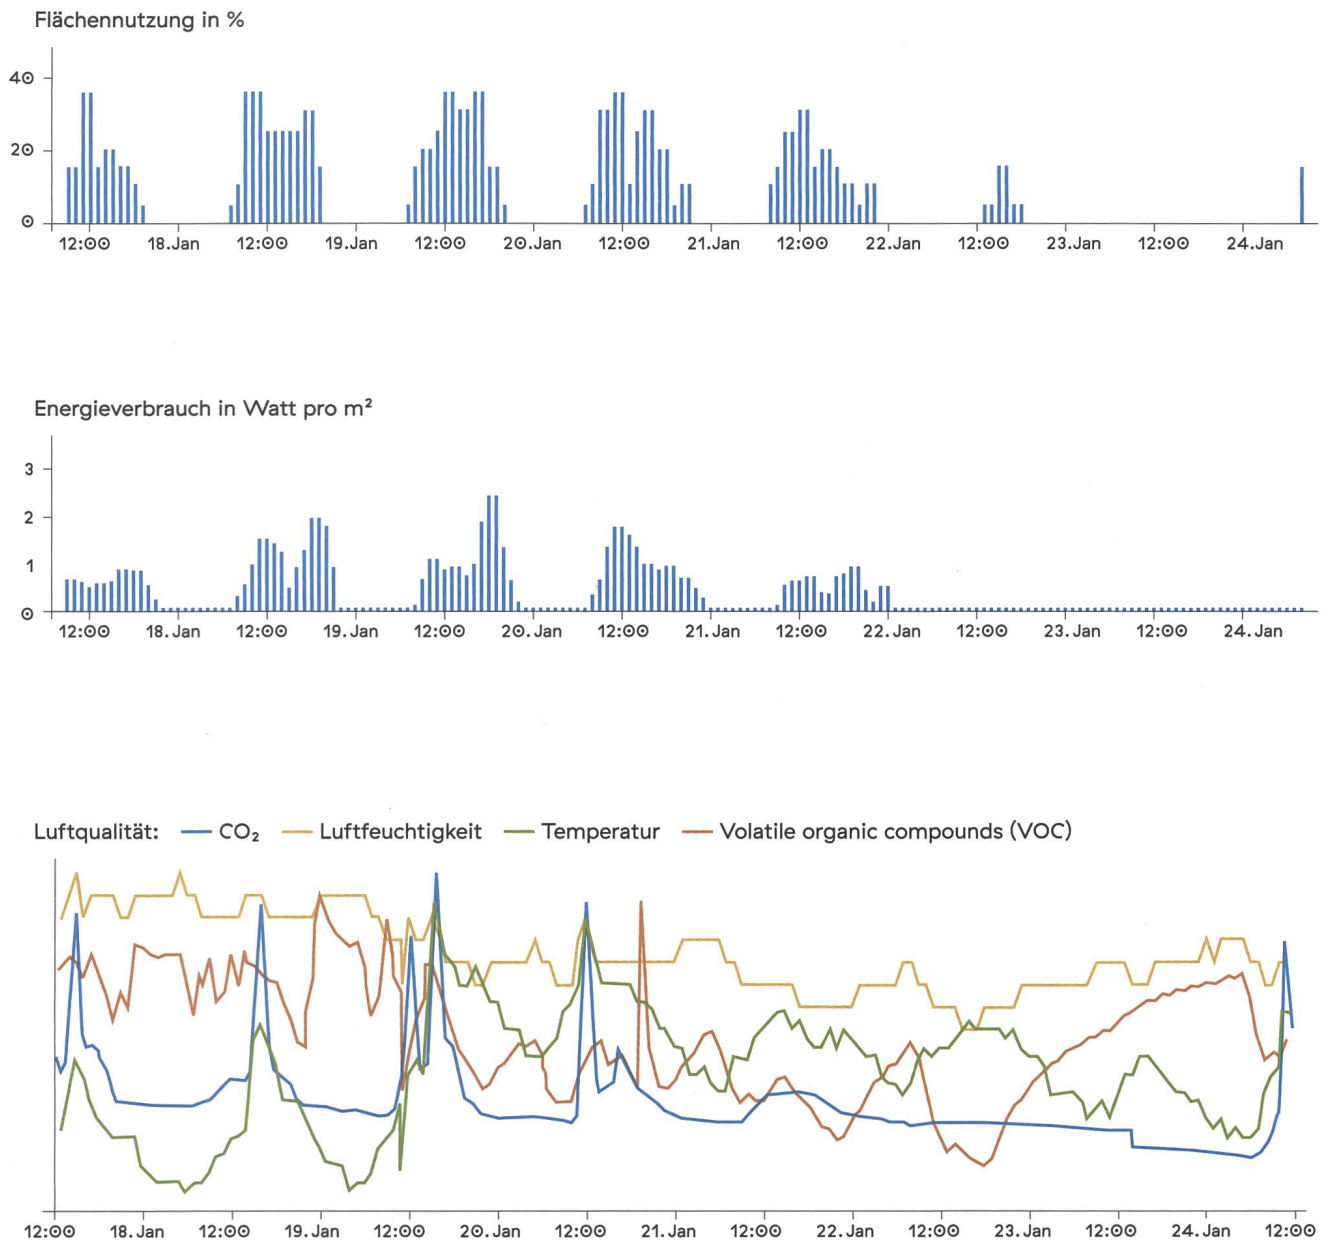 Flächennutzung in %
40
20
0
12:00 18.Jan 12:00 19.Jan 12:00 20.Jan 12:00 21.Jan 12:00 22.Jan 12:00 23.Jan 12:00 24.Jan
Energieverbrauch in Watt pro m²
3
2
1
0
12:00 18.Jan 12:00 19.Jan 12:00 20.Jan 12:00 21.Jan 12:00 22.Jan 12:00 23.Jan 12:00 24.Jan
Luftqualität: CO₂ Luftfeuchtigkeit Temperatur Volatile organic compounds (VOC)
12:00 18.Jan 12:00 19.Jan 12:00 20.Jan 12:00 21.Jan 12:00 22.Jan 12:00 23.Jan 12:00 24.Jan 12:00